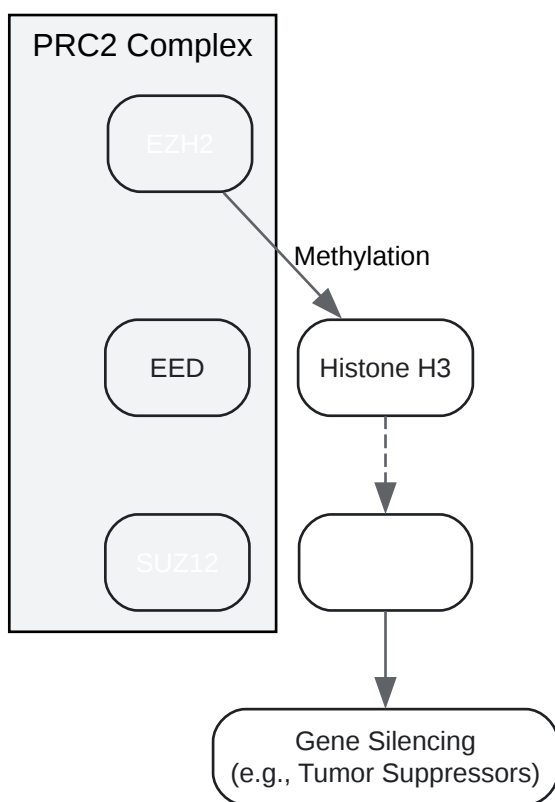 PRC2 Complex
EZH2
Methylation
EED
Histone H3
SUZ12
Gene Silencing
(e.g., Tumor Suppressors)